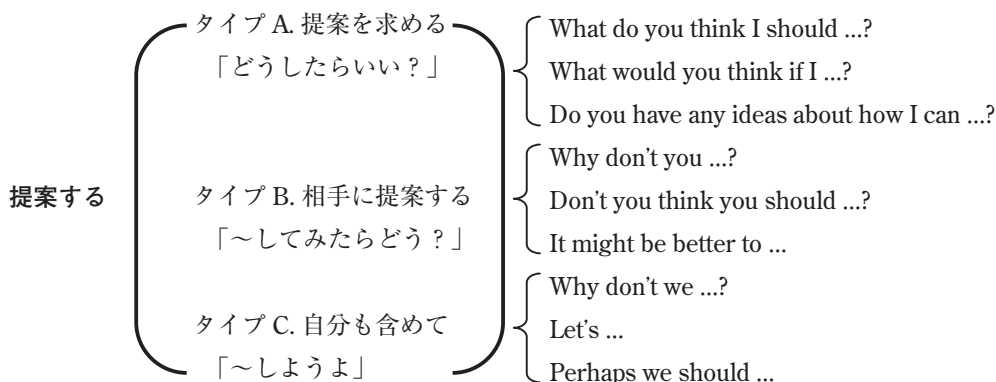 提案する
タイプ A. 提案を求める
「どうしたらいい？」
What do you think I should ...?
What would you think if I ...?
Do you have any ideas about how I can ...?
タイプ B. 相手に提案する
「～してみたらどう？」
Why don't you ...?
Don't you think you should ...?
It might be better to ...
タイプ C. 自分も含めて
「～しようよ」
Why don't we ...?
Let's ...
Perhaps we should ...